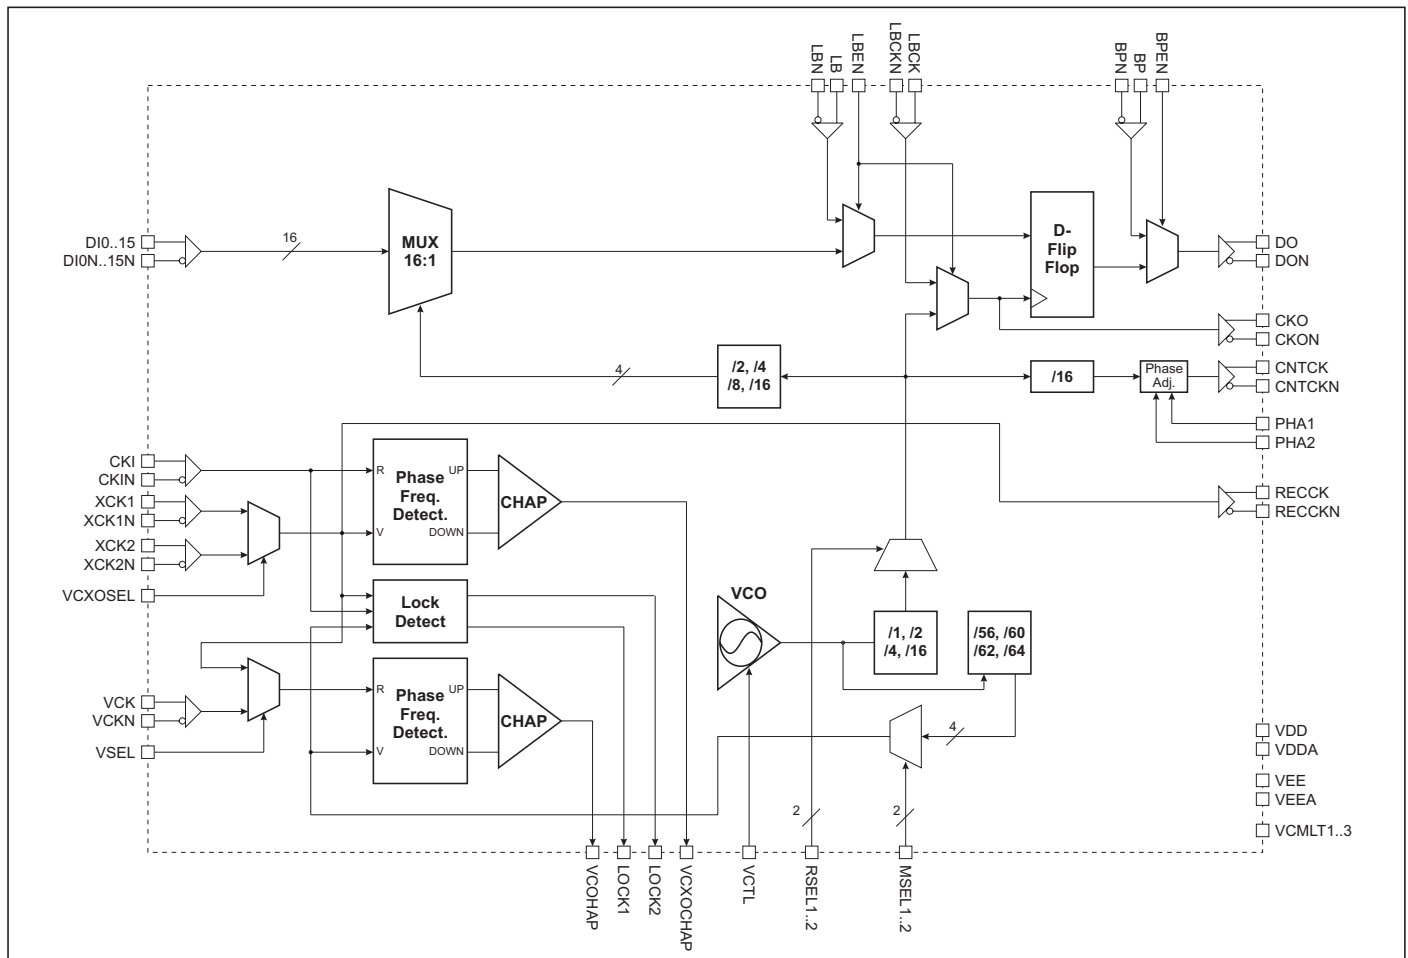 LBN
LB
LBEN
LBCKN
LBCK
BPN
BP
BPEN
DI0..15
DI0N..15N
16
MUX
16:1
D-
Flip
Flop
DO
DON
CKO
CKON
4
/2, /4
/8, /16
/16
Phase
Adj.
CNTCK
CNTCKN
PHA1
PHA2
CKI
CKIN
XCK1
XCK1N
XCK2
XCK2N
VCXOSEL
R
V
Phase
Freq.
Detect.
UP
DOWN
CHAP
RECCK
RECCKN
Lock
Detect
VCO
/1, /2
/4, /16
/56, /60
/62, /64
VCK
VCKN
VSEL
R
V
Phase
Freq.
Detect.
UP
DOWN
CHAP
4
2
2
VDD
VDDA
VEE
VEEA
VCMLT1..3
VCOHAP
LOCK1
LOCK2
VCXOCHAP
VCTL
RSEL1..2
MSEL1..2